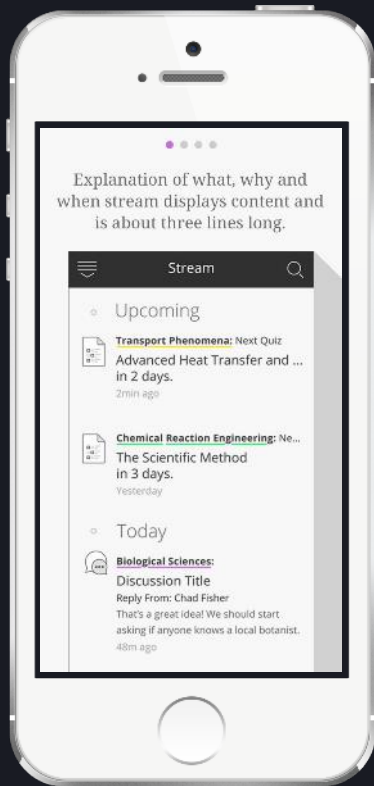 Explanation of what, why and
when stream displays content and
is about three lines long.
Stream
Upcoming
Transport Phenomena: Next Quiz
Advanced Heat Transfer and ...
in 2 days.
2min ago
Chemical Reaction Engineering: Ne...
The Scientific Method
in 3 days.
Yesterday
Today
Biological Sciences:
Discussion Title
Reply From: Chad Fisher
That's a great idea! We should start
asking if anyone knows a local botanist.
48m ago